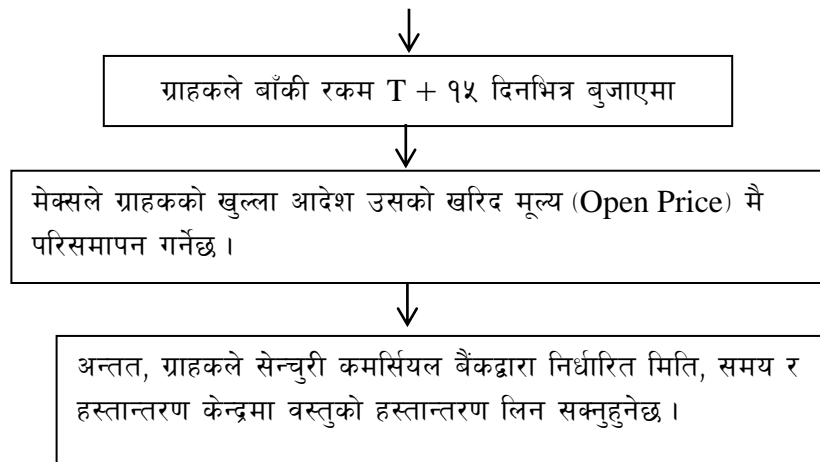 ग्राहकले बाँकी रकम T + १५ दिनभित्र बुजाएमा
मेक्सले ग्राहकको खुल्ला आदेश उसको खरिद मूल्य (Open Price) मै
परिसमापन गर्नेछ ।
अन्तत, ग्राहकले सेन्चुरी कमर्सियल बैंकद्वारा निर्धारित मिति, समय र
हस्तान्तरण केन्द्रमा वस्तुको हस्तान्तरण लिन सक्नुहुनेछ ।